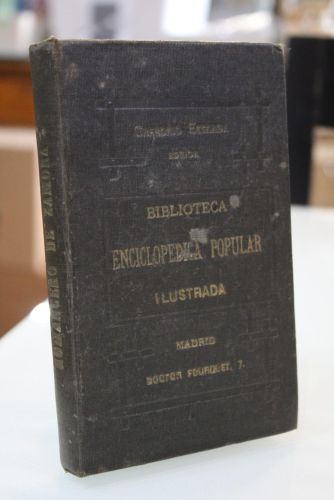 GREGORIO ESTRADA
EDITOR
BIBLIOTECA
ENCICLOPEDICA POPULAR
ILUSTRADA
MADRID
DOCTOR FOURQUET, 7.
ROMANCERO DE ZAMORA